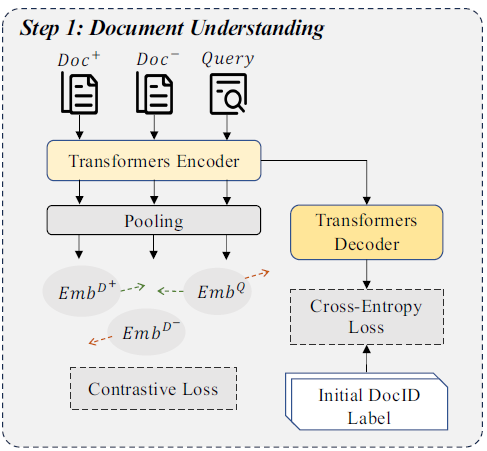 Step 1: Document Understanding
Doc⁺ Doc⁻ Query
Transformers Encoder
Pooling
Transformers
Decoder
Emb^{D⁺} Emb^Q
Emb^{D⁻}
Cross-Entropy
Loss
Contrastive Loss
Initial DocID
Label